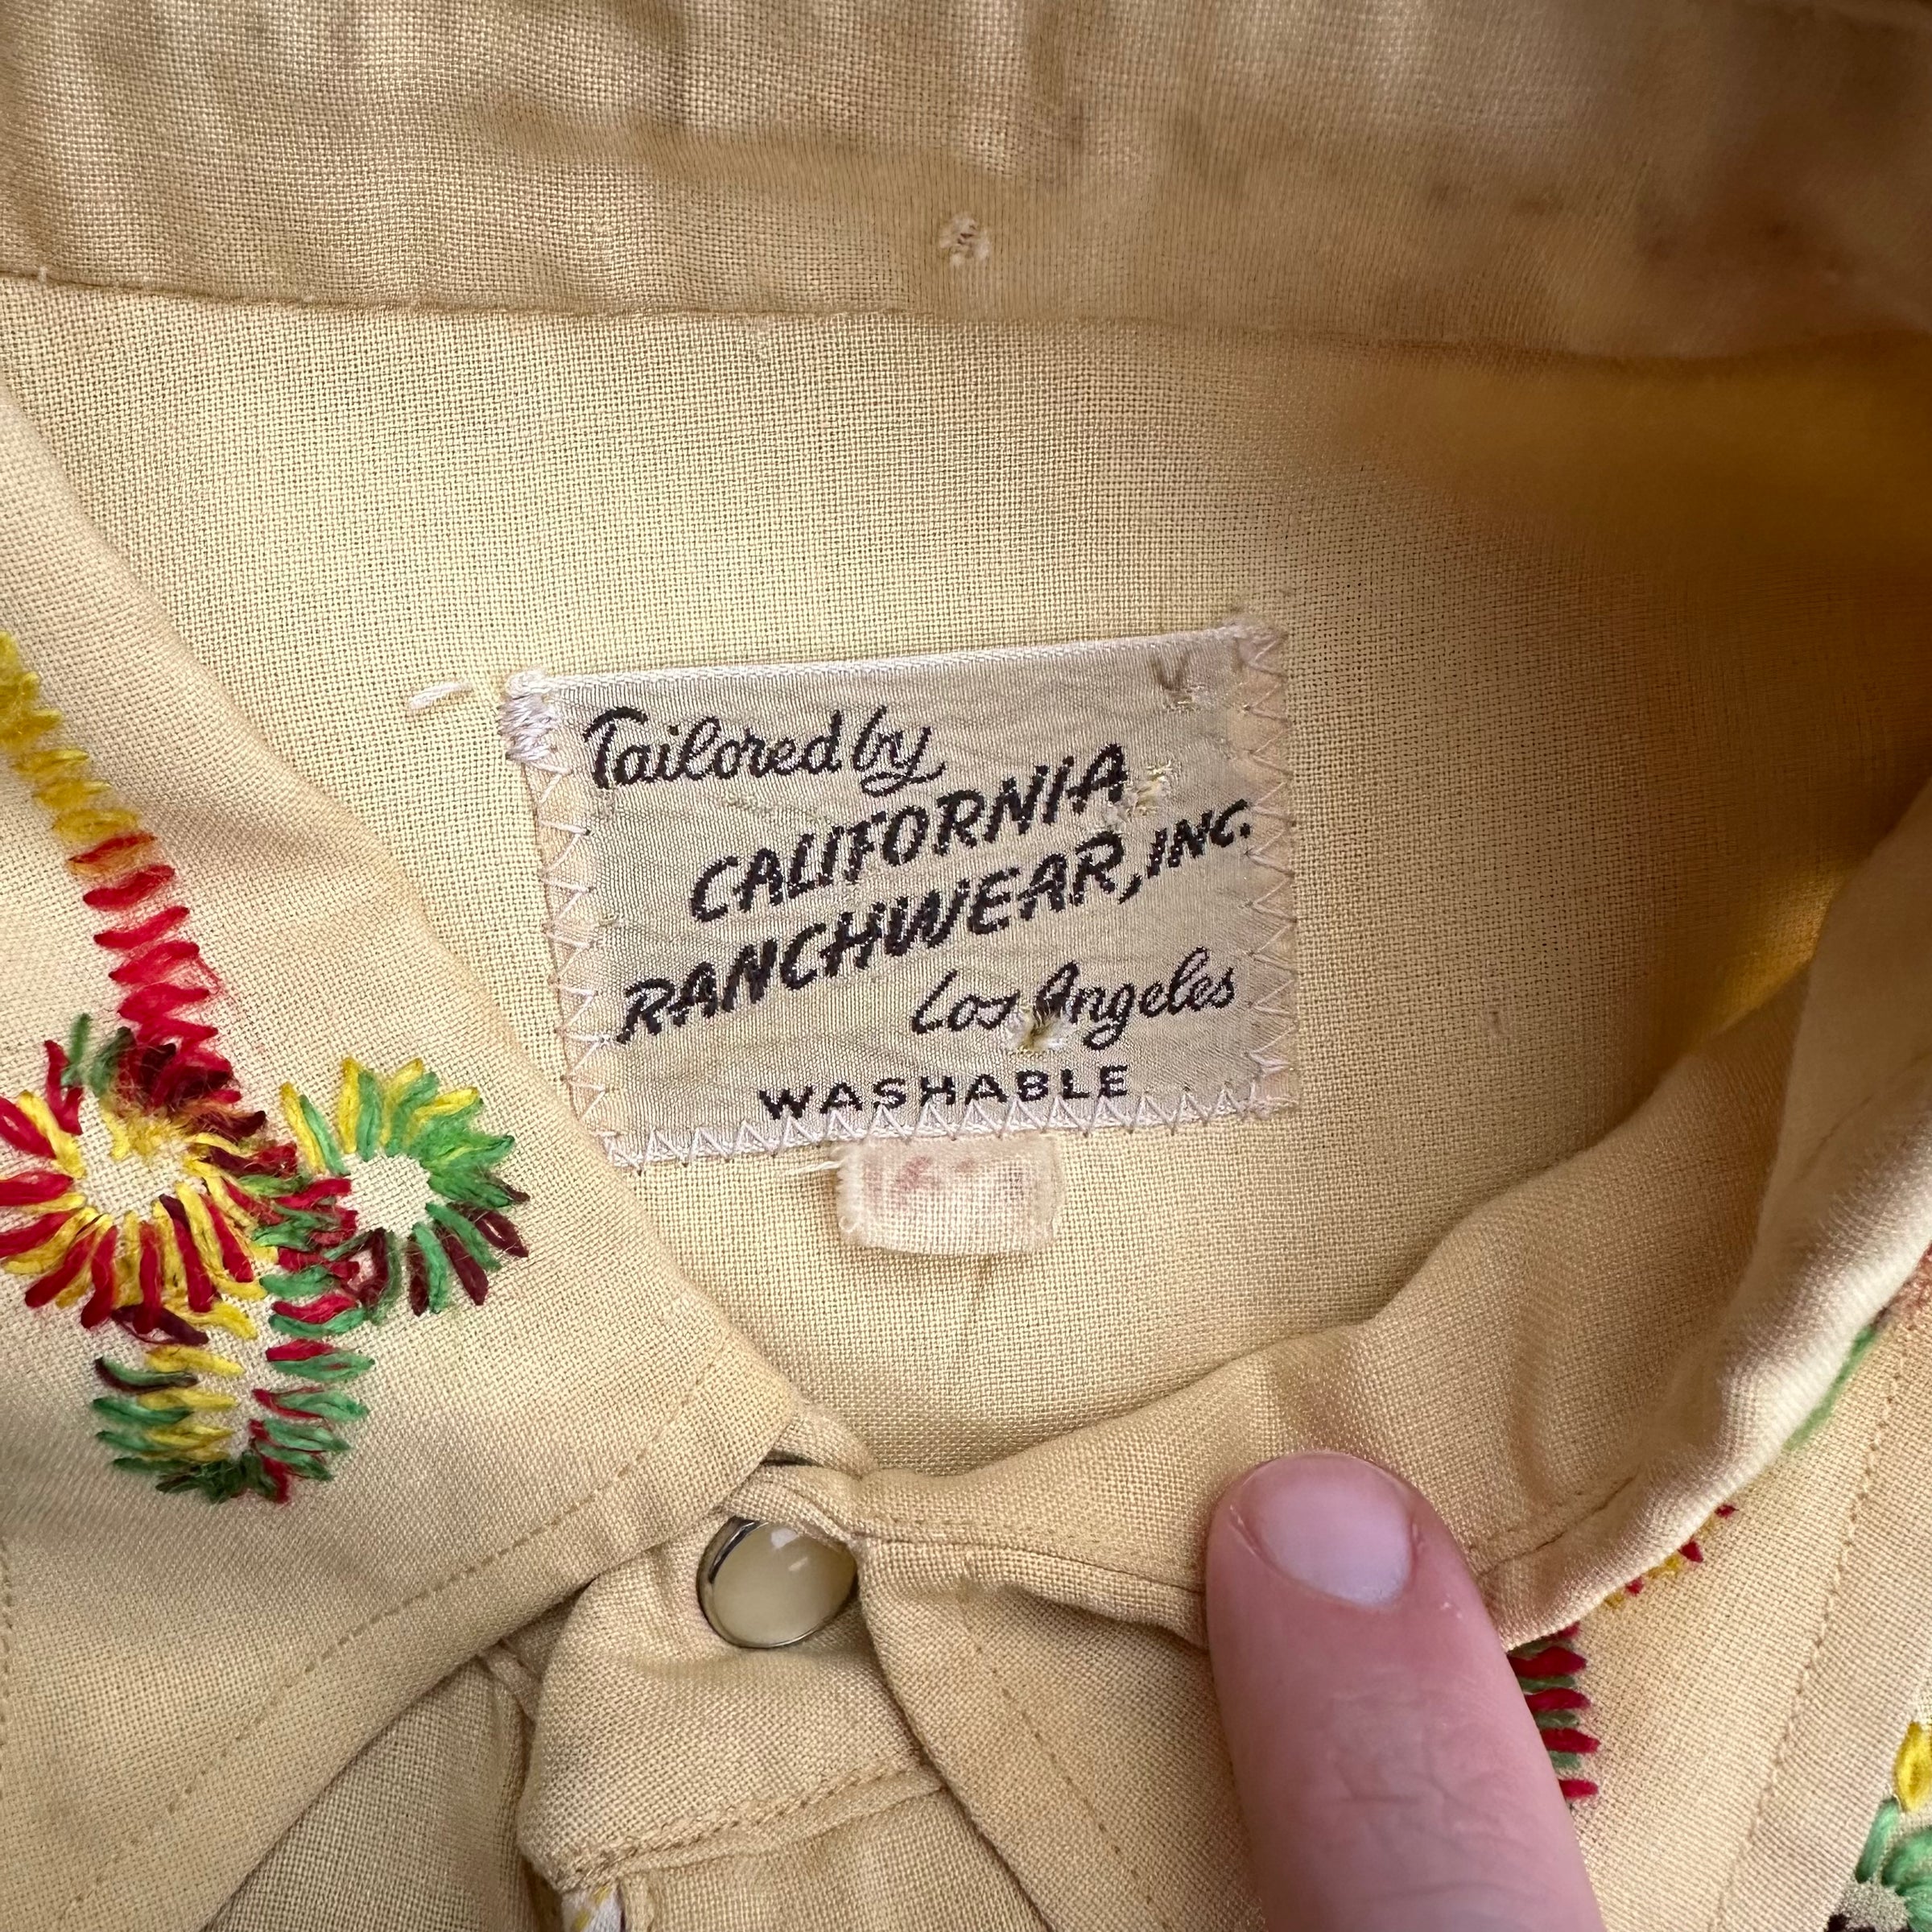 Tailored by
CALIFORNIA
RANCHWEAR, INC.
Los Angeles
WASHABLE